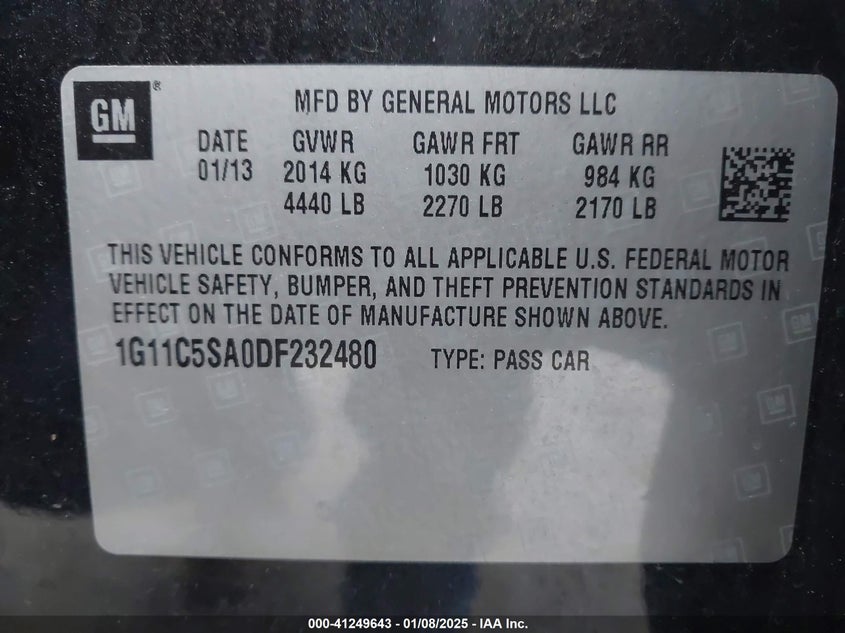 GM®
MFD BY GENERAL MOTORS LLC
DATE GVWR GAWR FRT GAWR RR
01/13 2014 KG 1030 KG 984 KG
4440 LB 2270 LB 2170 LB
THIS VEHICLE CONFORMS TO ALL APPLICABLE U.S. FEDERAL MOTOR
VEHICLE SAFETY, BUMPER, AND THEFT PREVENTION STANDARDS IN
EFFECT ON THE DATE OF MANUFACTURE SHOWN ABOVE.
1G11C5SA0DF232480 TYPE: PASS CAR
000-41249643 - 01/08/2025 - IAA Inc.